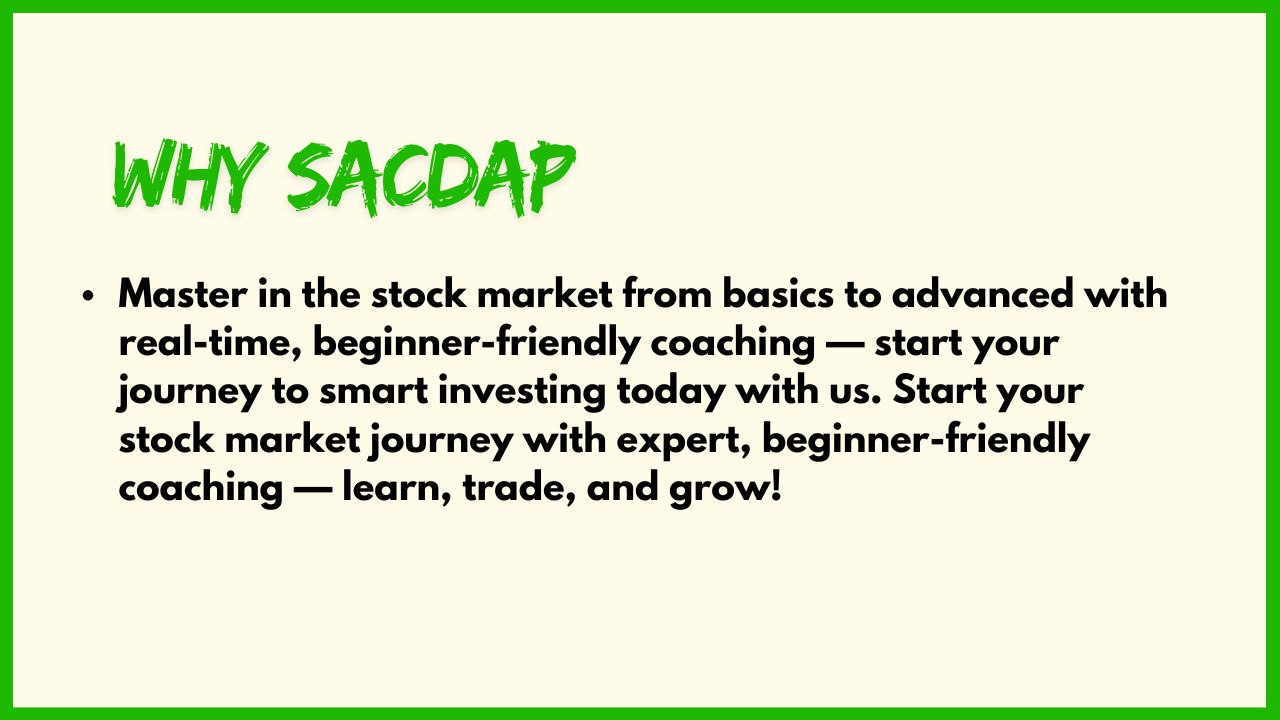 WHY SACDAP
• Master in the stock market from basics to advanced with
real-time, beginner-friendly coaching — start your
journey to smart investing today with us. Start your
stock market journey with expert, beginner-friendly
coaching — learn, trade, and grow!